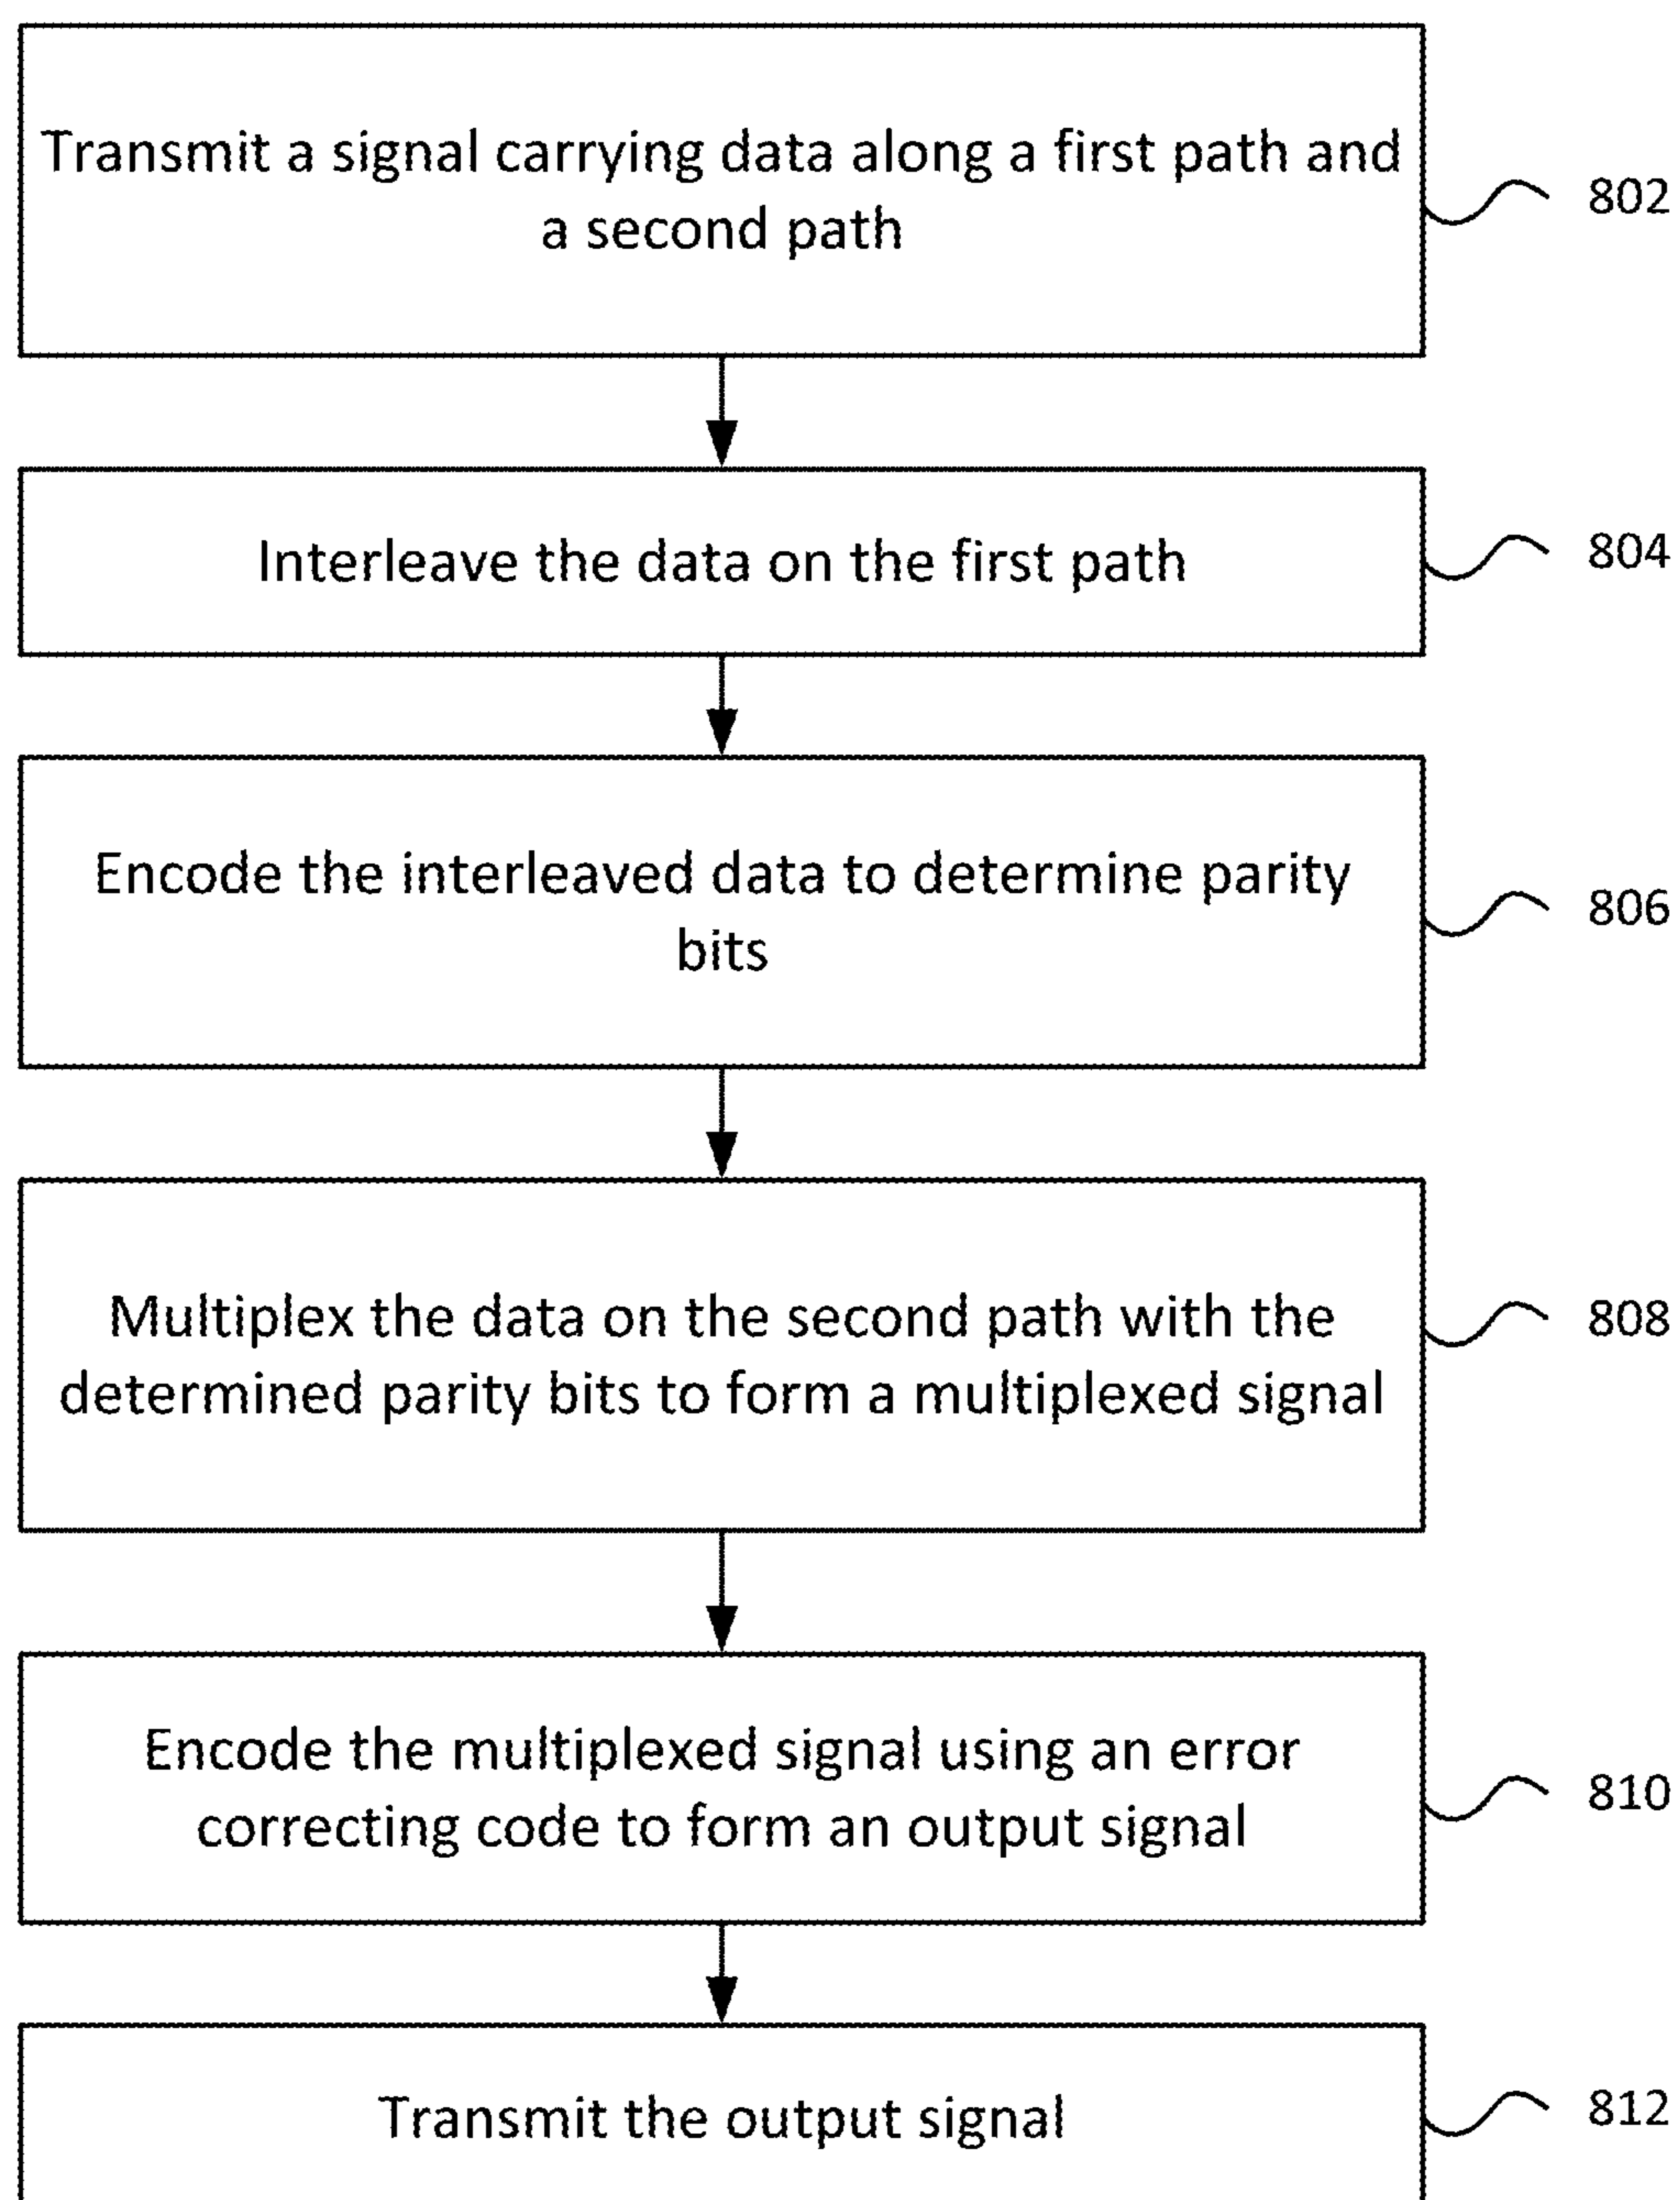 Transmit a signal carrying data along a first path and
a second path
802
Interleave the data on the first path
804
Encode the interleaved data to determine parity
bits
806
Multiplex the data on the second path with the
determined parity bits to form a multiplexed signal
808
Encode the multiplexed signal using an error
correcting code to form an output signal
810
Transmit the output signal
812